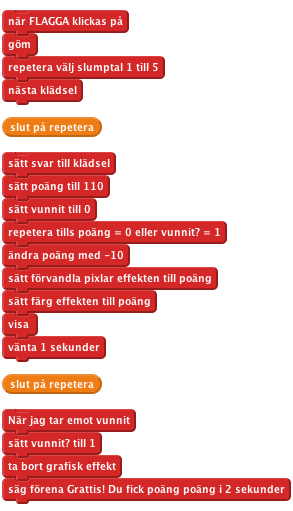 när FLAGGA klickas på
göm
repetera välj slumptal 1 till 5
nästa klädsel
slut på repetera
sätt svar till klädsel
sätt poäng till 110
sätt vunnit till 0
repetera tills poäng = 0 eller vunnit? = 1
ändra poäng med -10
sätt förvandla pixlar effekten till poäng
sätt färg effekten till poäng
visa
vänta 1 sekunder
slut på repetera
När jag tar emot vunnit
sätt vunnit? till 1
ta bort grafisk effekt
säg förena Grattis! Du fick poäng poäng i 2 sekunder